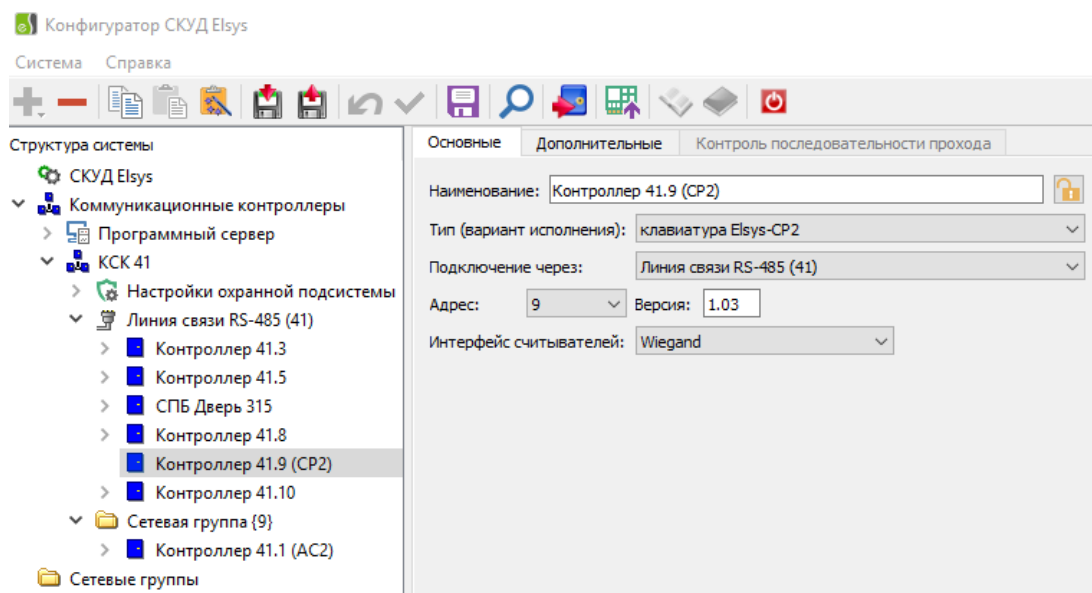 Конфигуратор СКУД Elsys
Система Справка
Структура системы
СКУД Elsys
Коммуникационные контроллеры
Программный сервер
КСК 41
Настройки охранной подсистемы
Линия связи RS-485 (41)
Контроллер 41.3
Контроллер 41.5
СПБ Дверь 315
Контроллер 41.8
Контроллер 41.9 (CP2)
Контроллер 41.10
Сетевая группа {9}
Контроллер 41.1 (AC2)
Сетевые группы
Основные Дополнительные Контроль последовательности прохода
Наименование: Контроллер 41.9 (CP2)
Тип (вариант исполнения): клавиатура Elsys-CP2
Подключение через: Линия связи RS-485 (41)
Адрес: 9 Версия: 1.03
Интерфейс считывателей: Wiegand